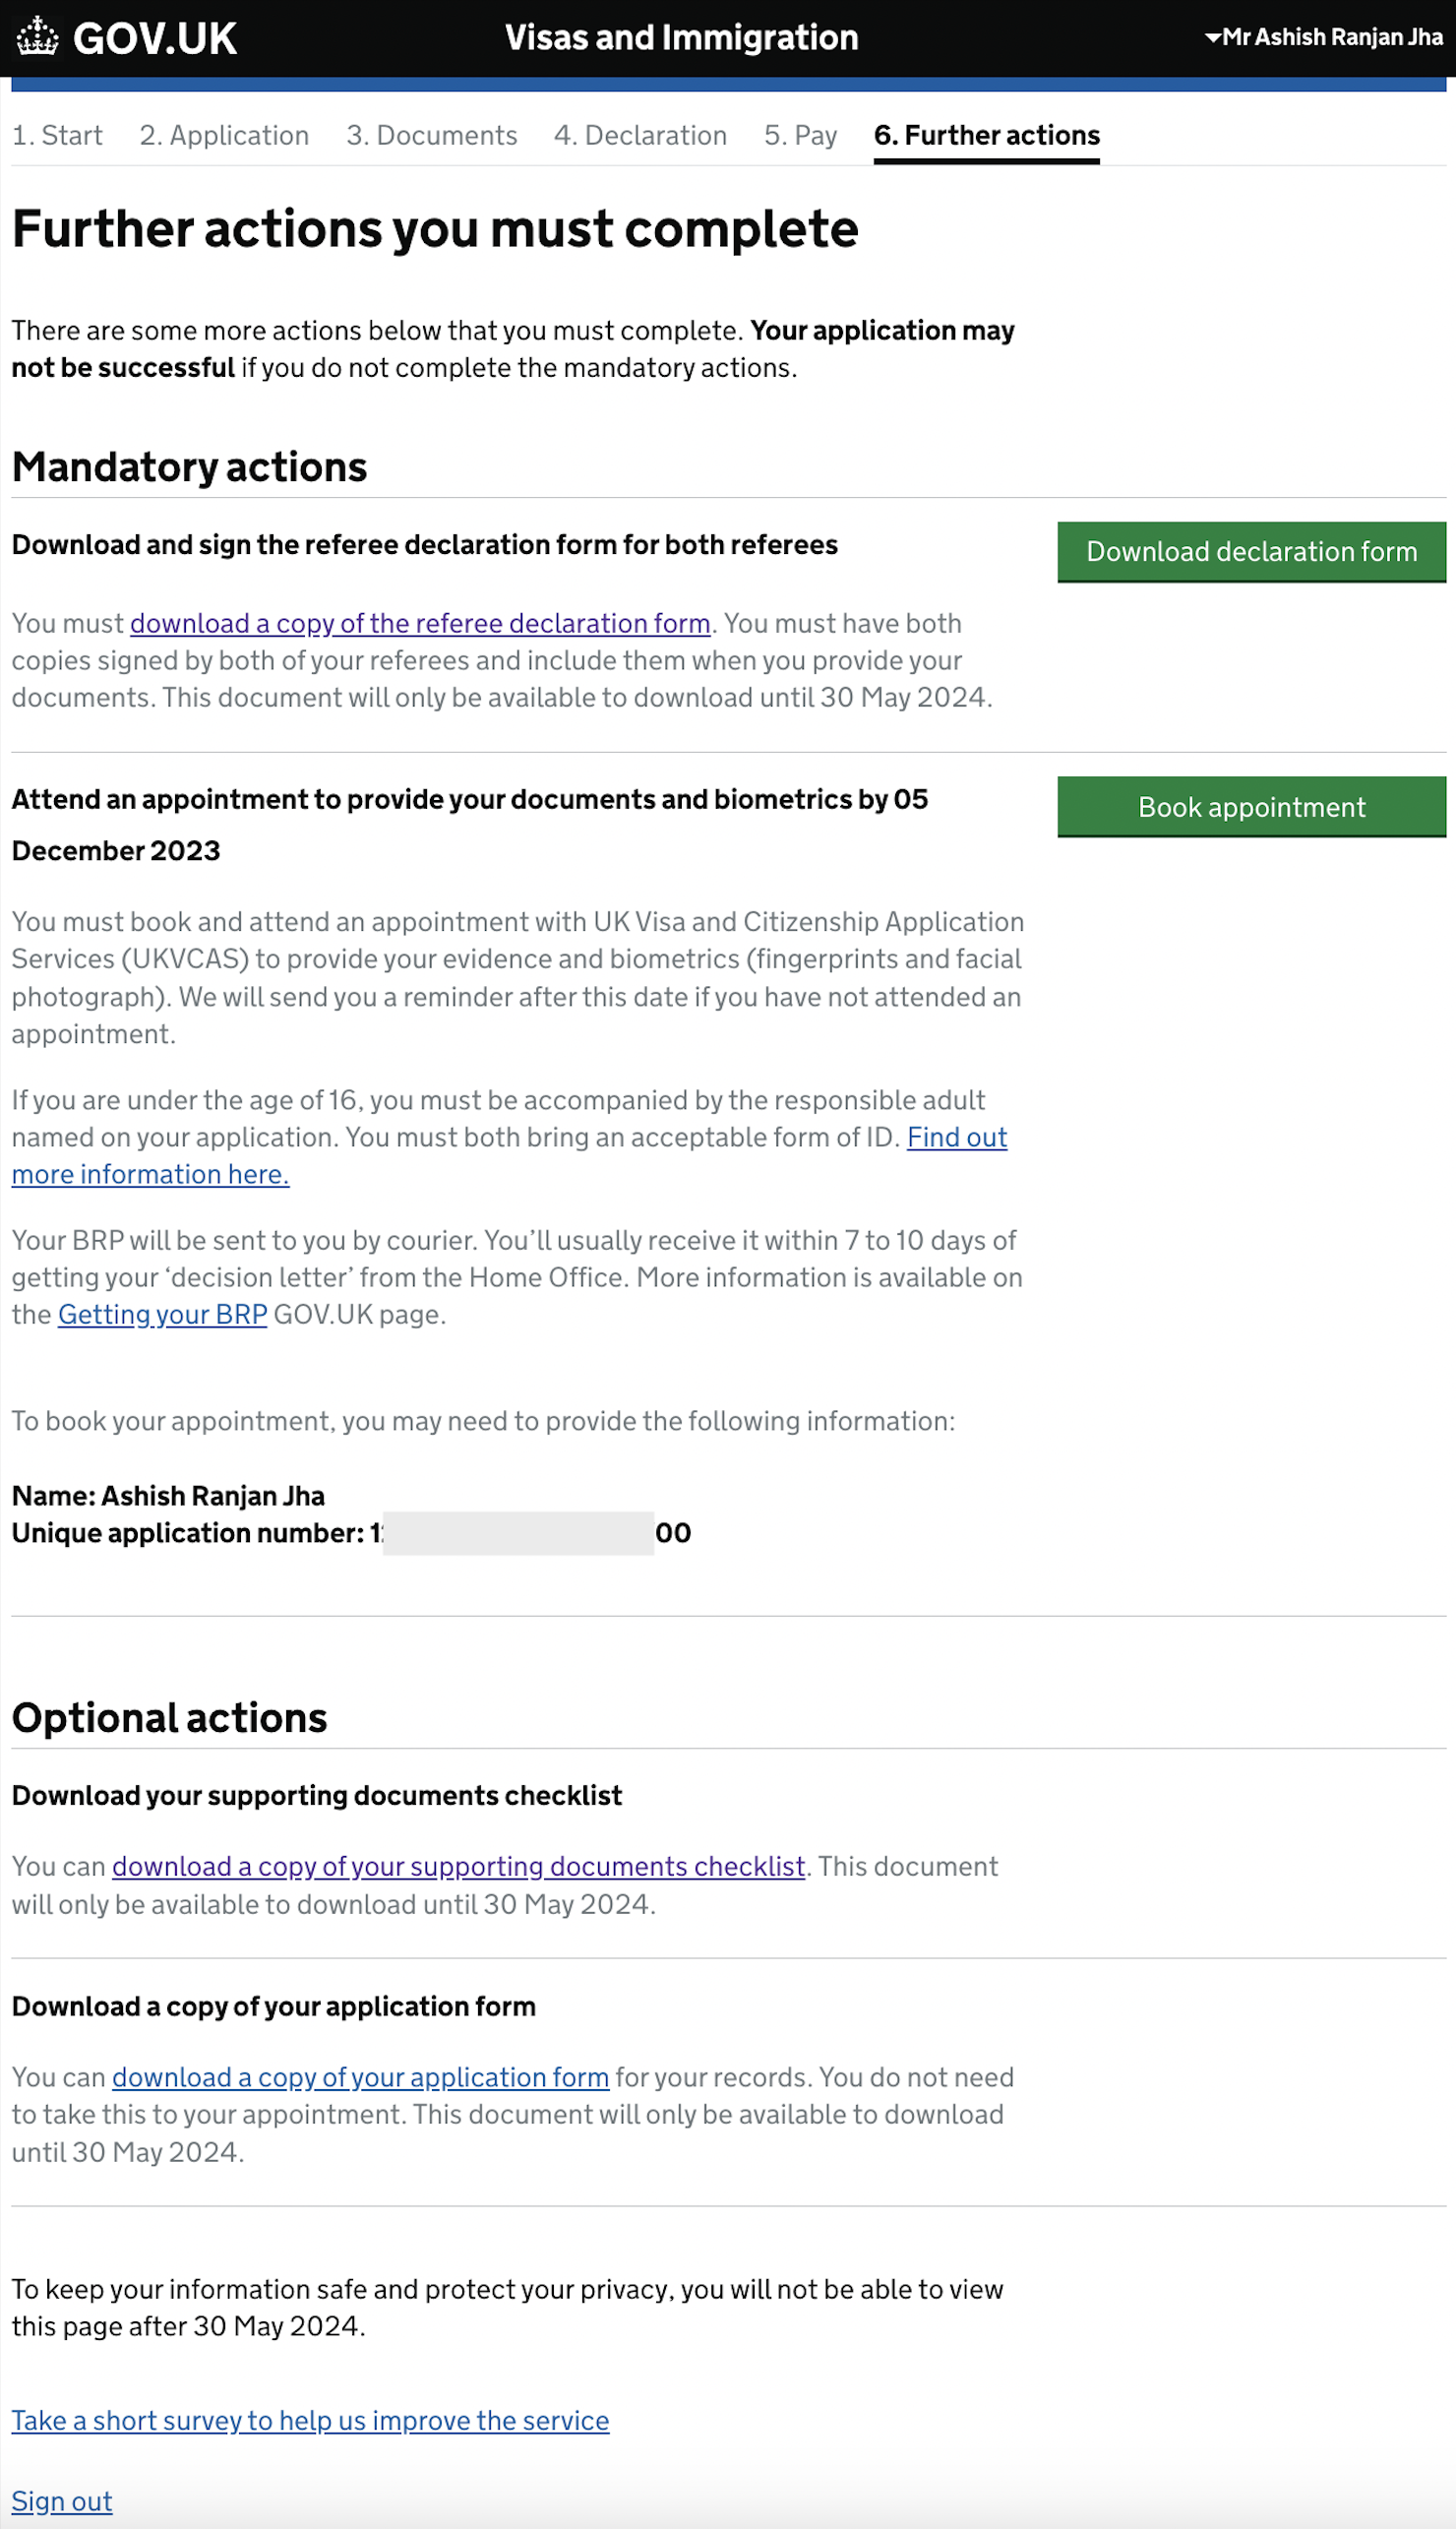 GOV.UK
Visas and Immigration
Mr Ashish Ranjan Jha
1. Start 2. Application 3. Documents 4. Declaration 5. Pay 6. Further actions
Further actions you must complete
There are some more actions below that you must complete. Your application may
not be successful if you do not complete the mandatory actions.
Mandatory actions
Download and sign the referee declaration form for both referees
Download declaration form
You must download a copy of the referee declaration form. You must have both
copies signed by both of your referees and include them when you provide your
documents. This document will only be available to download until 30 May 2024.
Attend an appointment to provide your documents and biometrics by 05
December 2023
Book appointment
You must book and attend an appointment with UK Visa and Citizenship Application
Services (UKVCAS) to provide your evidence and biometrics (fingerprints and facial
photograph). We will send you a reminder after this date if you have not attended an
appointment.
If you are under the age of 16, you must be accompanied by the responsible adult
named on your application. You must both bring an acceptable form of ID. Find out
more information here.
Your BRP will be sent to you by courier. You’ll usually receive it within 7 to 10 days of
getting your ‘decision letter’ from the Home Office. More information is available on
the Getting your BRP GOV.UK page.
To book your appointment, you may need to provide the following information:
Name: Ashish Ranjan Jha
Unique application number: 1 00
Optional actions
Download your supporting documents checklist
You can download a copy of your supporting documents checklist. This document
will only be available to download until 30 May 2024.
Download a copy of your application form
You can download a copy of your application form for your records. You do not need
to take this to your appointment. This document will only be available to download
until 30 May 2024.
To keep your information safe and protect your privacy, you will not be able to view
this page after 30 May 2024.
Take a short survey to help us improve the service
Sign out